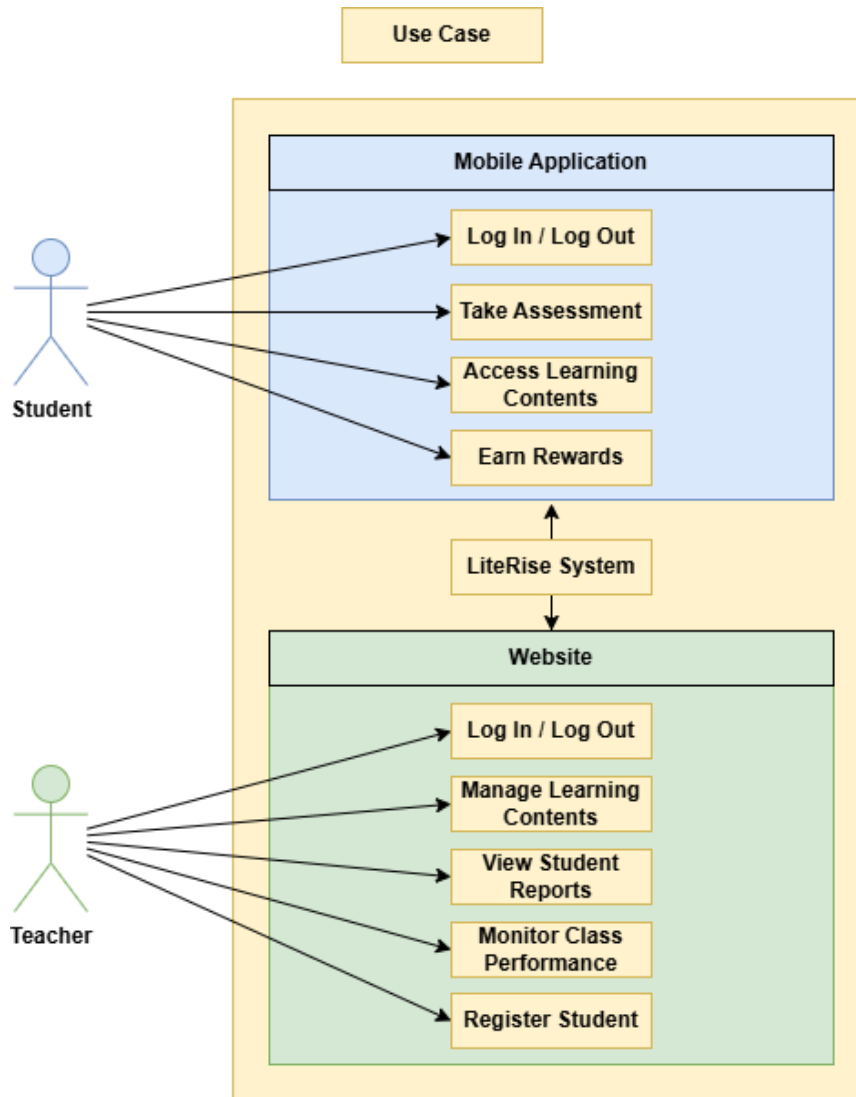 Use Case
Mobile Application
Log In / Log Out
Take Assessment
Access Learning
Contents
Earn Rewards
Student
LiteRise System
Website
Log In / Log Out
Manage Learning
Contents
View Student
Reports
Monitor Class
Performance
Register Student
Teacher